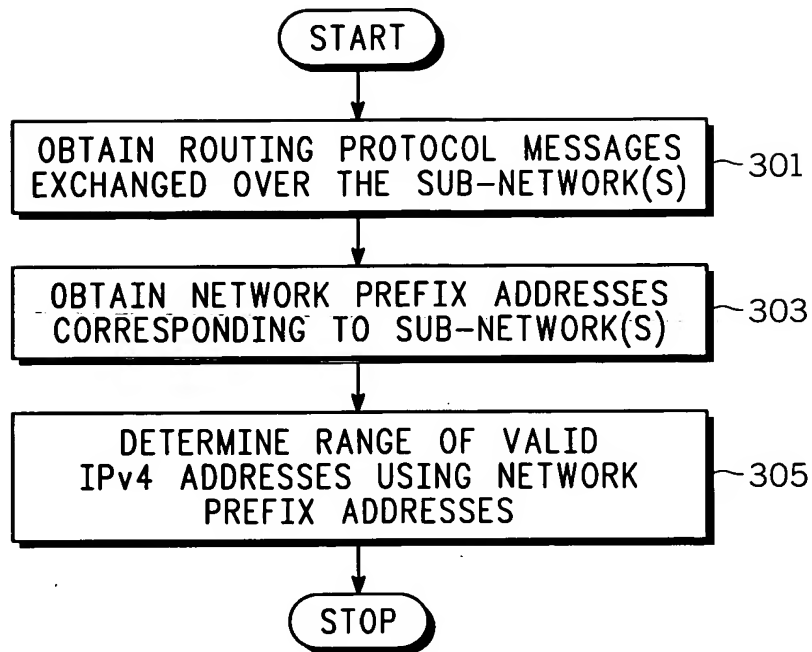 START
OBTAIN ROUTING PROTOCOL MESSAGES
EXCHANGED OVER THE SUB-NETWORK(S)
301
OBTAIN NETWORK PREFIX ADDRESSES
CORRESPONDING TO SUB-NETWORK(S)
303
DETERMINE RANGE OF VALID
IPv4 ADDRESSES USING NETWORK
PREFIX ADDRESSES
305
STOP